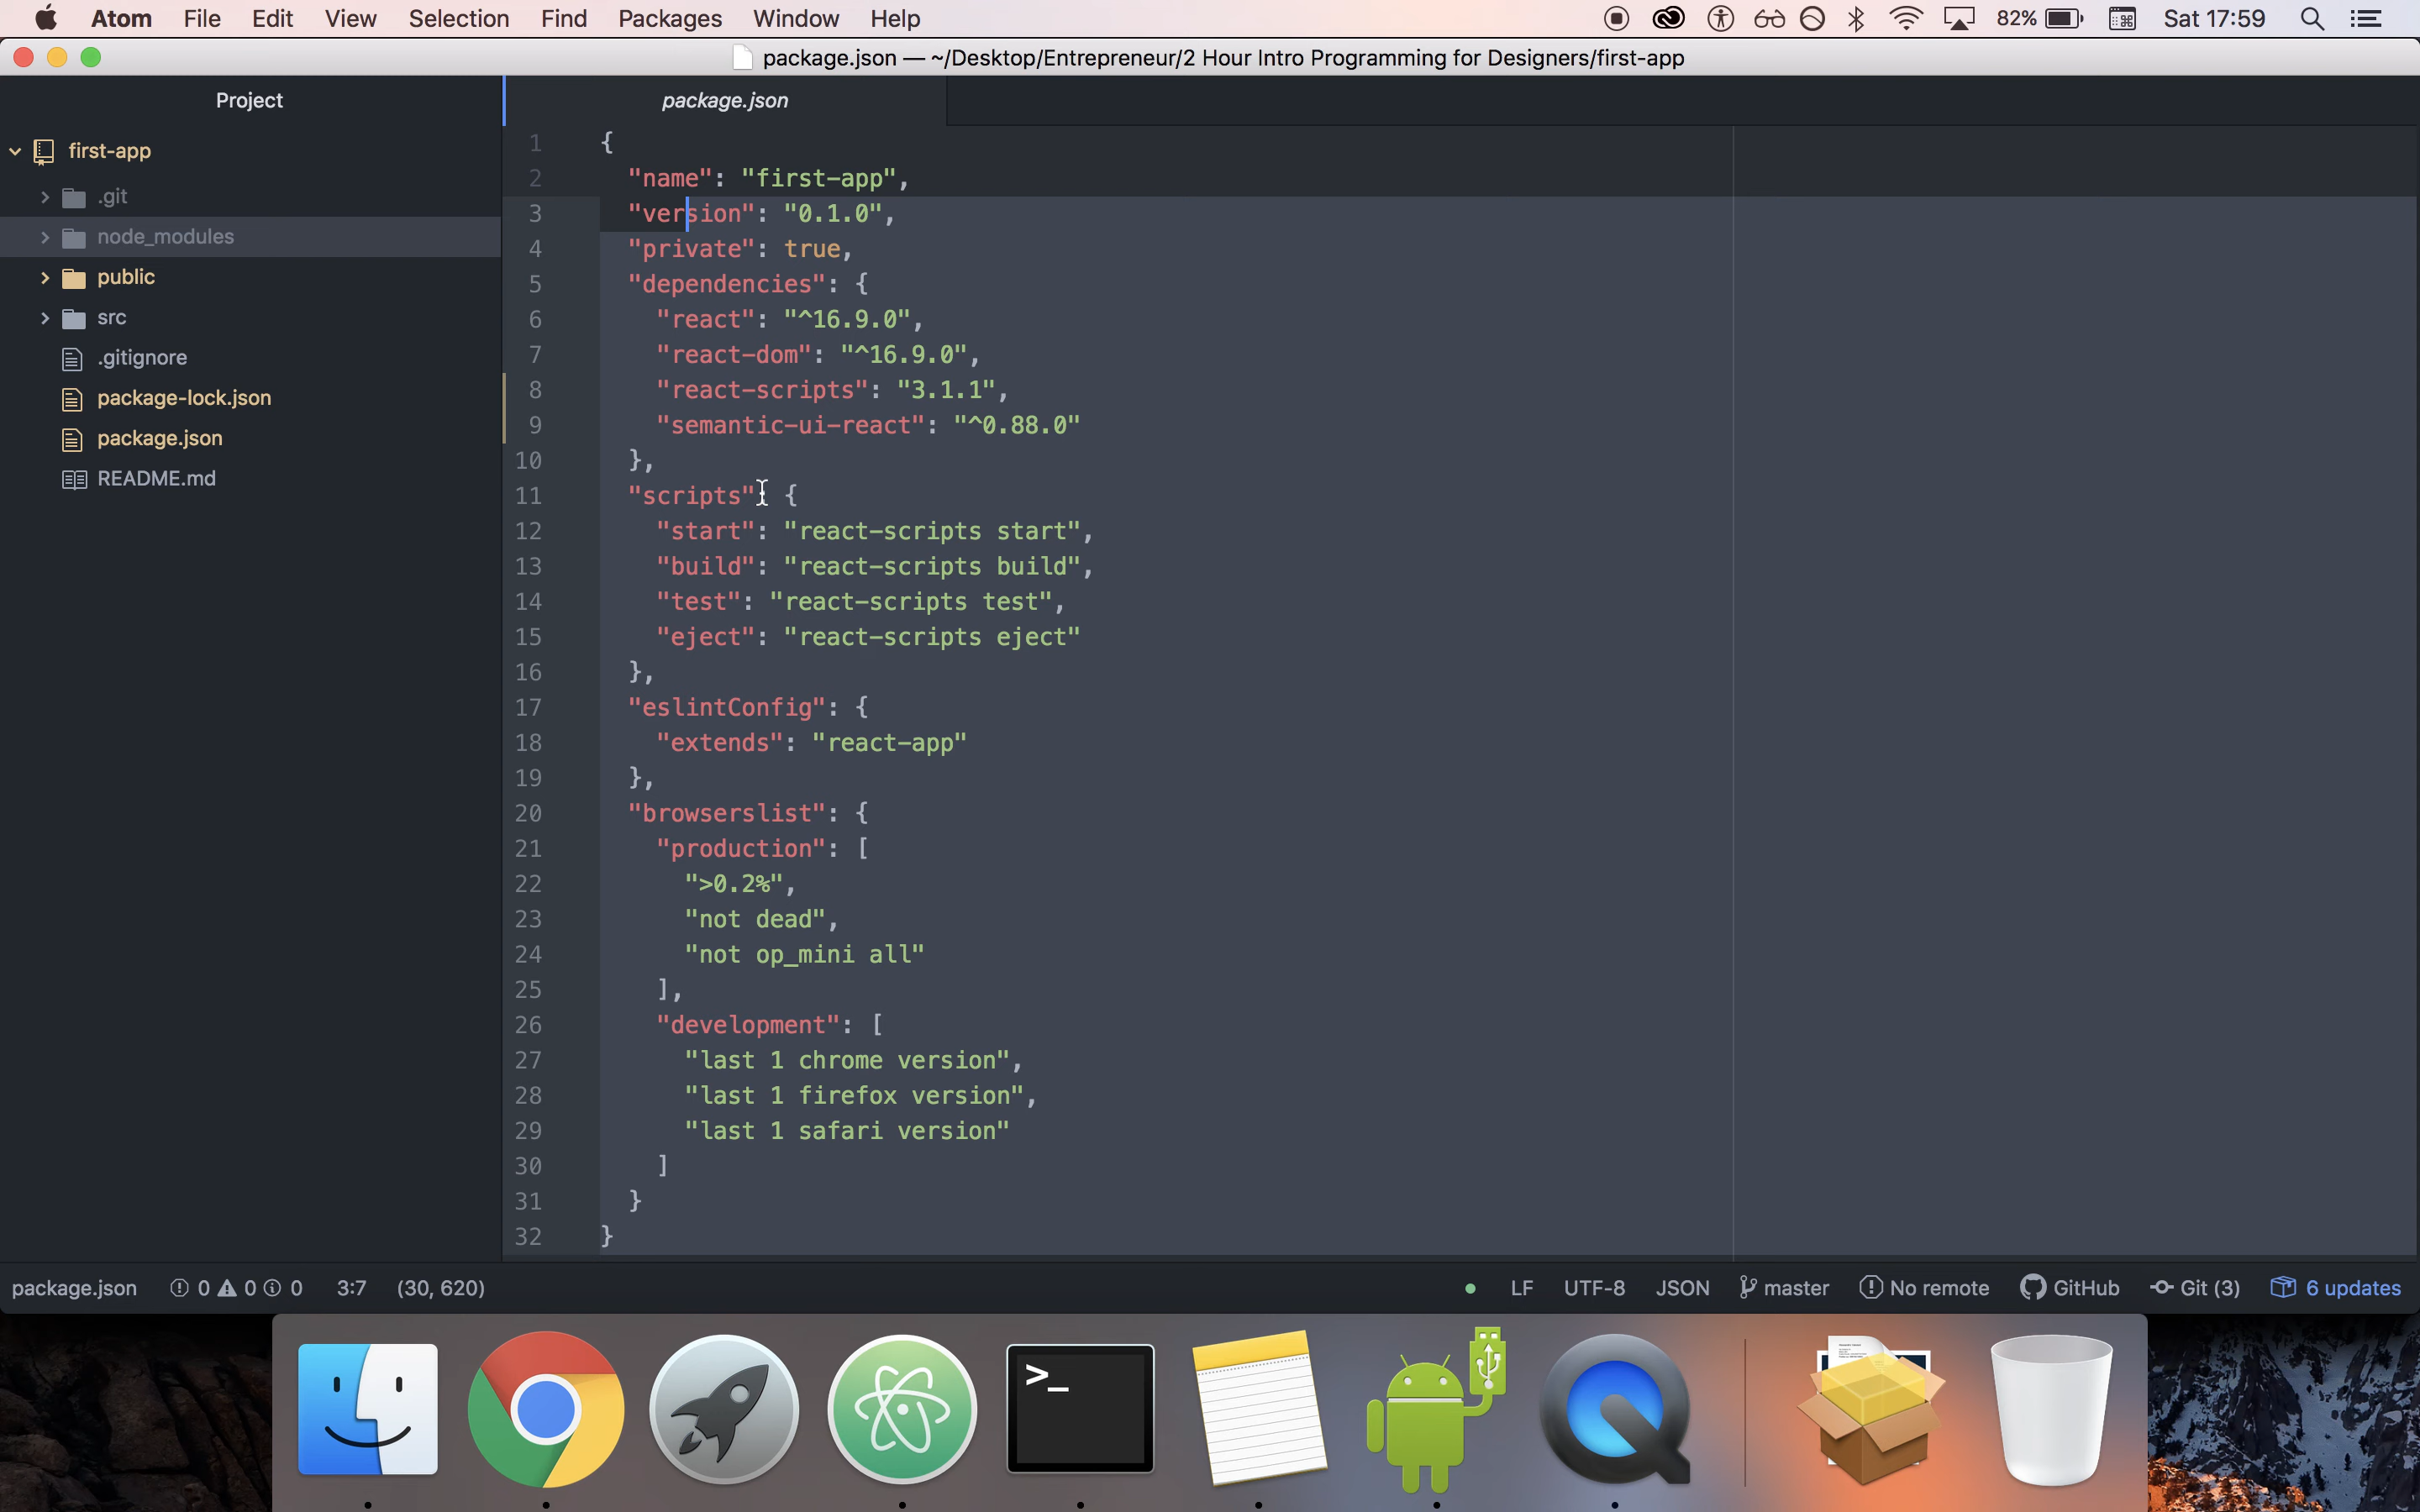 Atom File Edit View Selection Find Packages Window Help 82% Sat 17:59
package.json — ~/Desktop/Entrepreneur/2 Hour Intro Programming for Designers/first-app
Project
first-app
.git
node_modules
public
src
.gitignore
package-lock.json
package.json
README.md
package.json
1 {
2 "name": "first-app",
3 "version": "0.1.0",
4 "private": true,
5 "dependencies": {
6 "react": "^16.9.0",
7 "react-dom": "^16.9.0",
8 "react-scripts": "3.1.1",
9 "semantic-ui-react": "^0.88.0"
10 },
11 "scripts": {
12 "start": "react-scripts start",
13 "build": "react-scripts build",
14 "test": "react-scripts test",
15 "eject": "react-scripts eject"
16 },
17 "eslintConfig": {
18 "extends": "react-app"
19 },
20 "browserslist": {
21 "production": [
22 ">0.2%",
23 "not dead",
24 "not op_mini all"
25 ],
26 "development": [
27 "last 1 chrome version",
28 "last 1 firefox version",
29 "last 1 safari version"
30 ]
31 }
32 }
package.json 0 0 0 3:7 (30, 620) LF UTF-8 JSON master No remote GitHub Git (3) 6 updates
>_